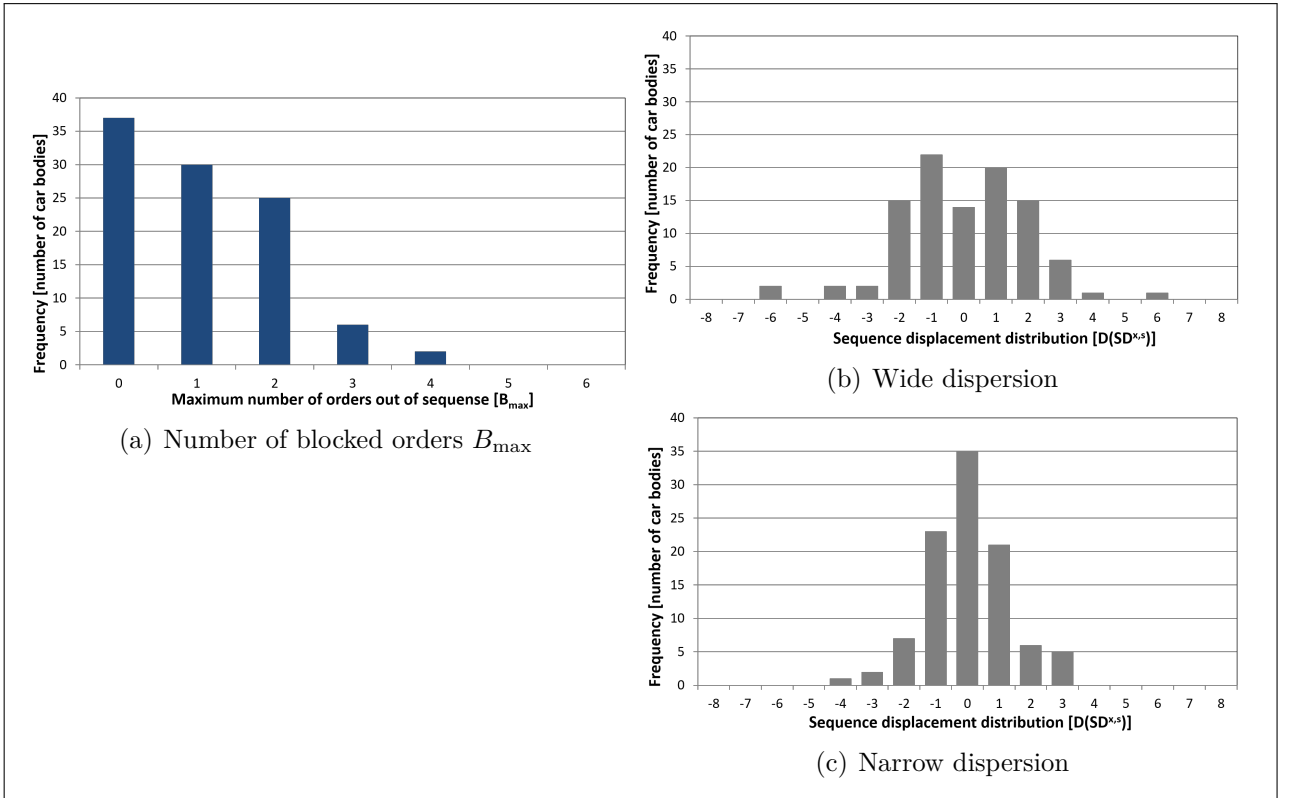 40
35
30
25
20
15
10
5
0
Frequency [number of car bodies]
0 1 2 3 4 5 6
Maximum number of orders out of sequense [Bmax]
(a) Number of blocked orders Bmax
40
35
30
25
20
15
10
5
0
Frequency [number of car bodies]
-8 -7 -6 -5 -4 -3 -2 -1 0 1 2 3 4 5 6 7 8
Sequence displacement distribution [D(SDx,s)]
(b) Wide dispersion
40
35
30
25
20
15
10
5
0
Frequency [number of car bodies]
-8 -7 -6 -5 -4 -3 -2 -1 0 1 2 3 4 5 6 7 8
Sequence displacement distribution [D(SDx,s)]
(c) Narrow dispersion